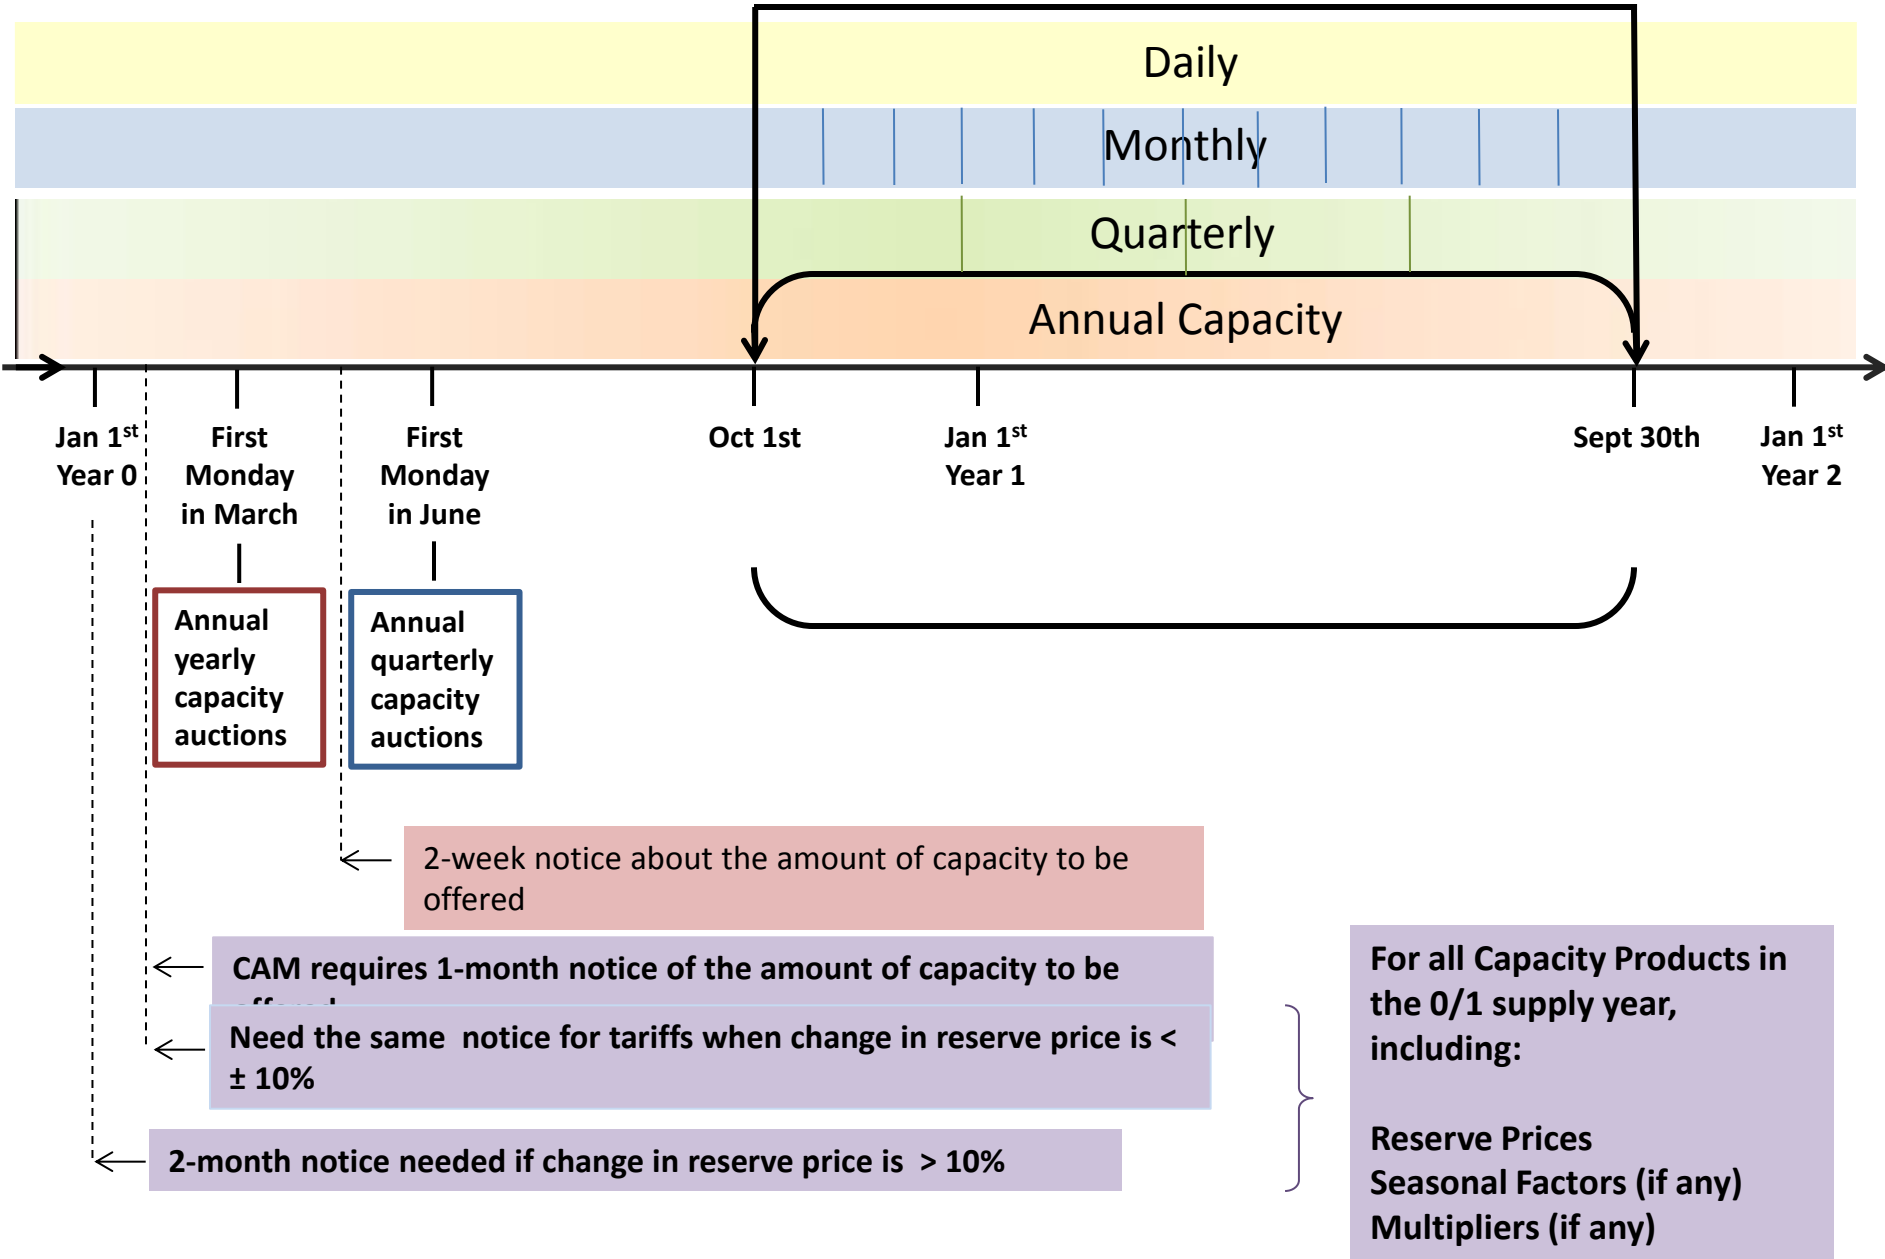 Daily
Monthly
Quarterly
Annual Capacity
Jan 1st
Year 0
First
Monday
in March
First
Monday
in June
Oct 1st
Jan 1st
Year 1
Sept 30th
Jan 1st
Year 2
Annual
yearly
capacity
auctions
Annual
quarterly
capacity
auctions
2-week notice about the amount of capacity to be
offered
CAM requires 1-month notice of the amount of capacity to be
offered
Need the same notice for tariffs when change in reserve price is <
± 10%
2-month notice needed if change in reserve price is > 10%
For all Capacity Products in
the 0/1 supply year,
including:
Reserve Prices
Seasonal Factors (if any)
Multipliers (if any)